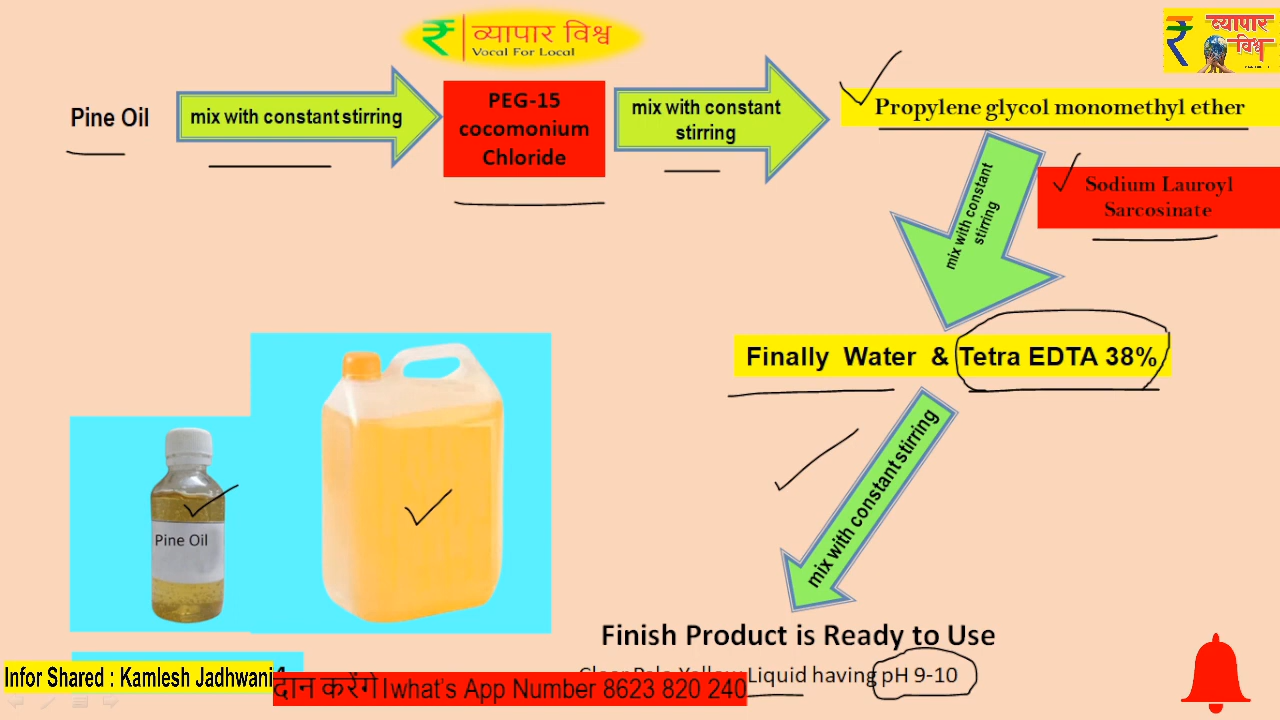 व्यापार विश्व
Vocal For Local
व्यापार
विश्व
Pine Oil
mix with constant stirring
PEG-15
cocomonium
Chloride
mix with constant
stirring
Propylene glycol monomethyl ether
mix with constant
stirring
Sodium Lauroyl
Sarcosinate
Finally Water & Tetra EDTA 38%
mix with constant stirring
Pine Oil
Finish Product is Ready to Use
Clear Pale Yellow Liquid having pH 9-10
Infor Shared : Kamlesh Jadhwani
दान करेंगे।what's App Number 8623 820 240